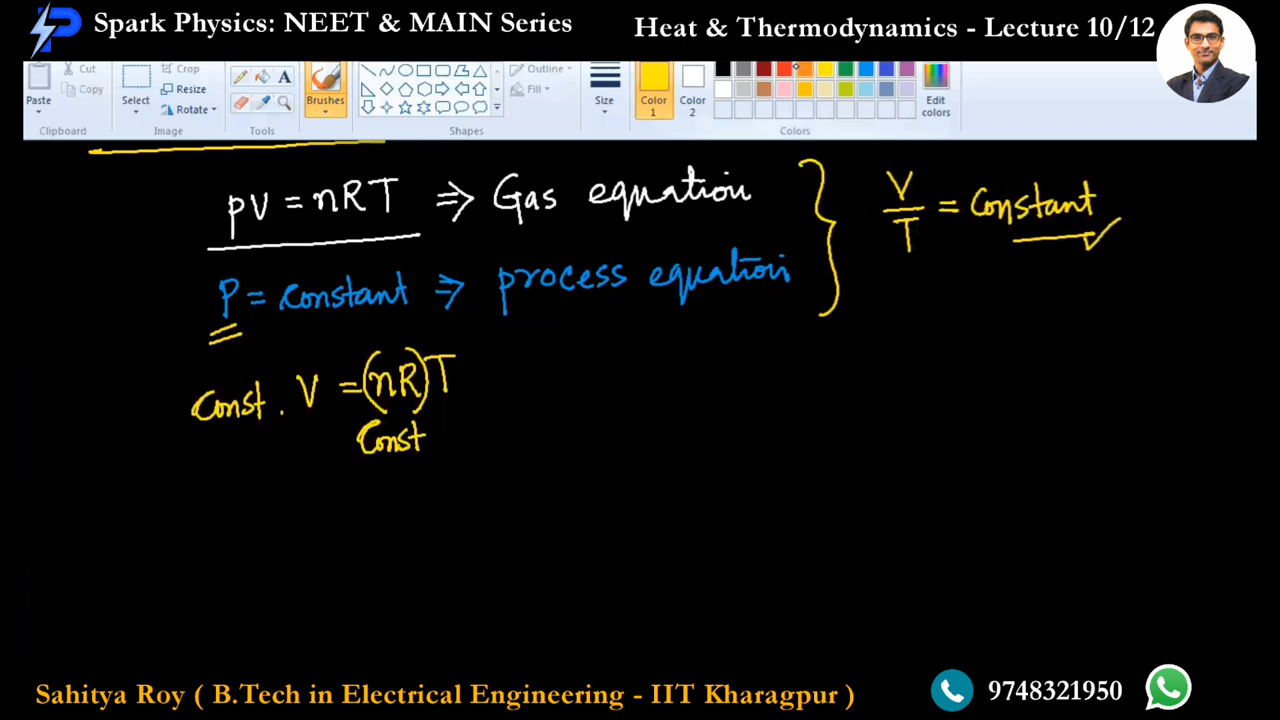 Spark Physics: NEET & MAIN Series
Heat & Thermodynamics - Lecture 10/12
Paste
Cut
Copy
Clipboard
Select
Crop
Resize
Rotate
Image
A
Tools
Brushes
Shapes
Outline
Fill
Size
Color 1
Color 2
Edit colors
Colors
pV = nRT ⇒ Gas equation
P = constant ⇒ process equation
V/T = Constant
Const. V = (nR)T
Const
Sahitya Roy ( B.Tech in Electrical Engineering - IIT Kharagpur )
9748321950